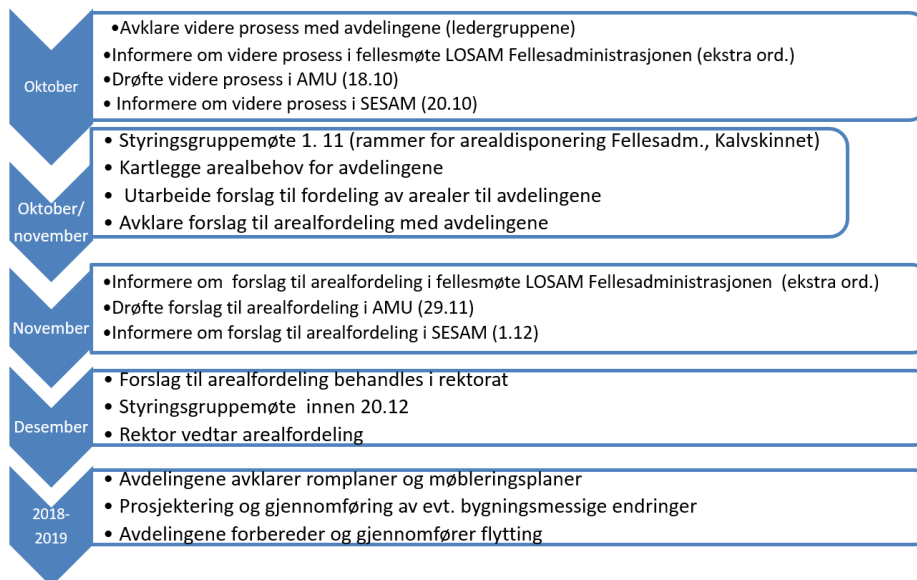 Oktober
•Avklare videre prosess med avdelingene (ledergruppene)
•Informere om videre prosess i fellesmøte LOSAM Fellesadministrasjonen (ekstra ord.)
•Drøfte videre prosess i AMU (18.10)
• Informere om videre prosess i SESAM (20.10)
Oktober/
november
• Styringsgruppemøte 1. 11 (rammer for arealdisponering Fellesadm., Kalvskinnet)
• Kartlegge arealbehov for avdelingene
• Utarbeide forslag til fordeling av arealer til avdelingene
• Avklare forslag til arealfordeling med avdelingene
November
•Informere om forslag til arealfordeling i fellesmøte LOSAM Fellesadministrasjonen (ekstra ord.)
•Drøfte forslag til arealfordeling i AMU (29.11)
•Informere om forslag til arealfordeling i SESAM (1.12)
Desember
• Forslag til arealfordeling behandles i rektorat
• Styringsgruppemøte innen 20.12
• Rektor vedtar arealfordeling
2018-
2019
• Avdelingene avklarer romplaner og møbleringsplaner
• Prosjektering og gjennomføring av evt. bygningsmessige endringer
• Avdelingene forbereder og gjennomfører flytting